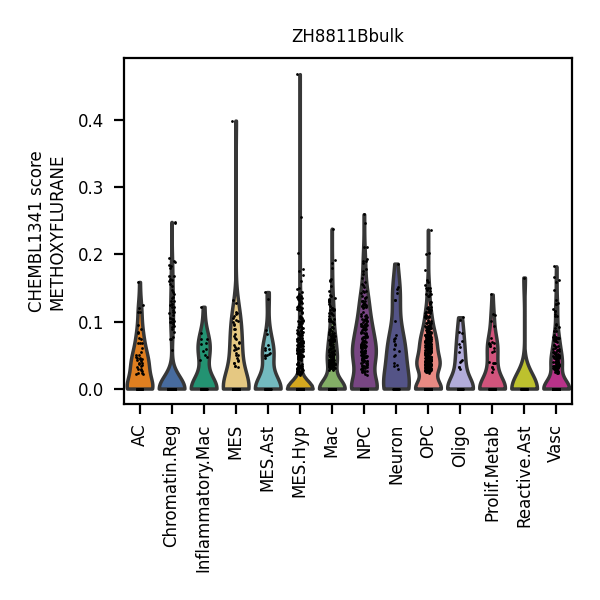 ZH8811Bbulk
CHEMBL1341 score
METHOXYFLURANE
0.4
0.3
0.2
0.1
0.0
AC
Chromatin.Reg
Inflammatory.Mac
MES
MES.Ast
MES.Hyp
Mac
NPC
Neuron
OPC
Oligo
Prolif.Metab
Reactive.Ast
Vasc